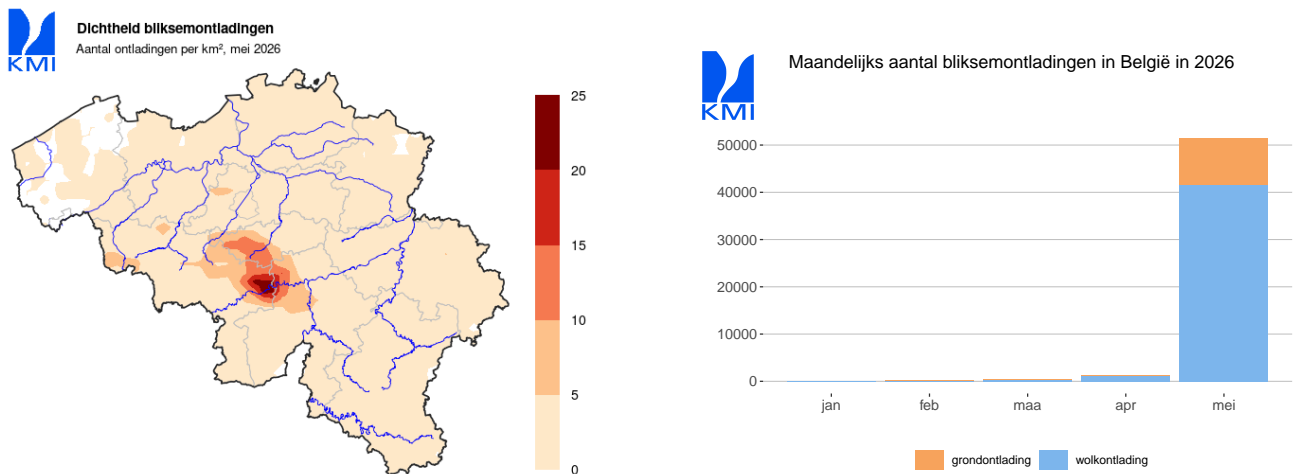 Dichtheid bliksemontladingen
Aantal ontladingen per km², mei 2026
KMI
25
20
15
10
5
0
Maandelijks aantal bliksemontladingen in België in 2026
KMI
50000
40000
30000
20000
10000
0
jan feb maa apr mei
grondontlading wolkontlading